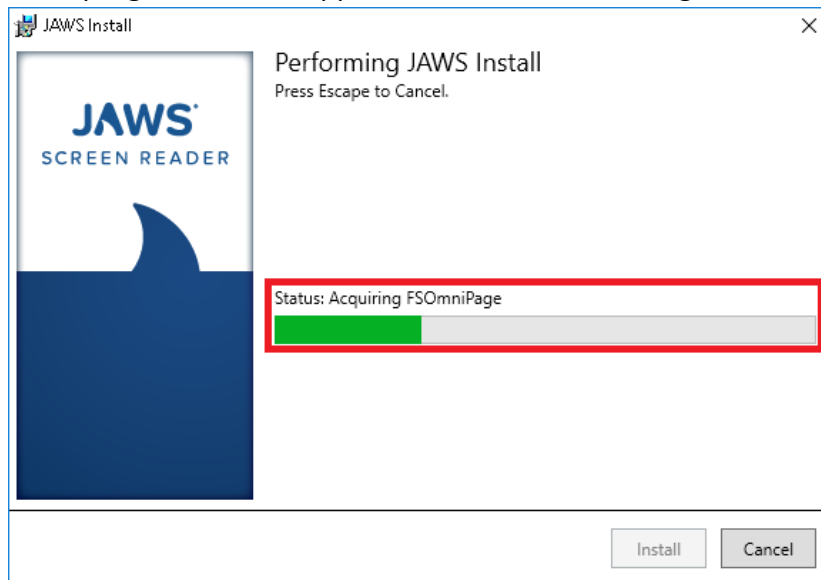 JAWS Install
Performing JAWS Install
Press Escape to Cancel.
JAWS
SCREEN READER
Status: Acquiring FSOmniPage
Install
Cancel